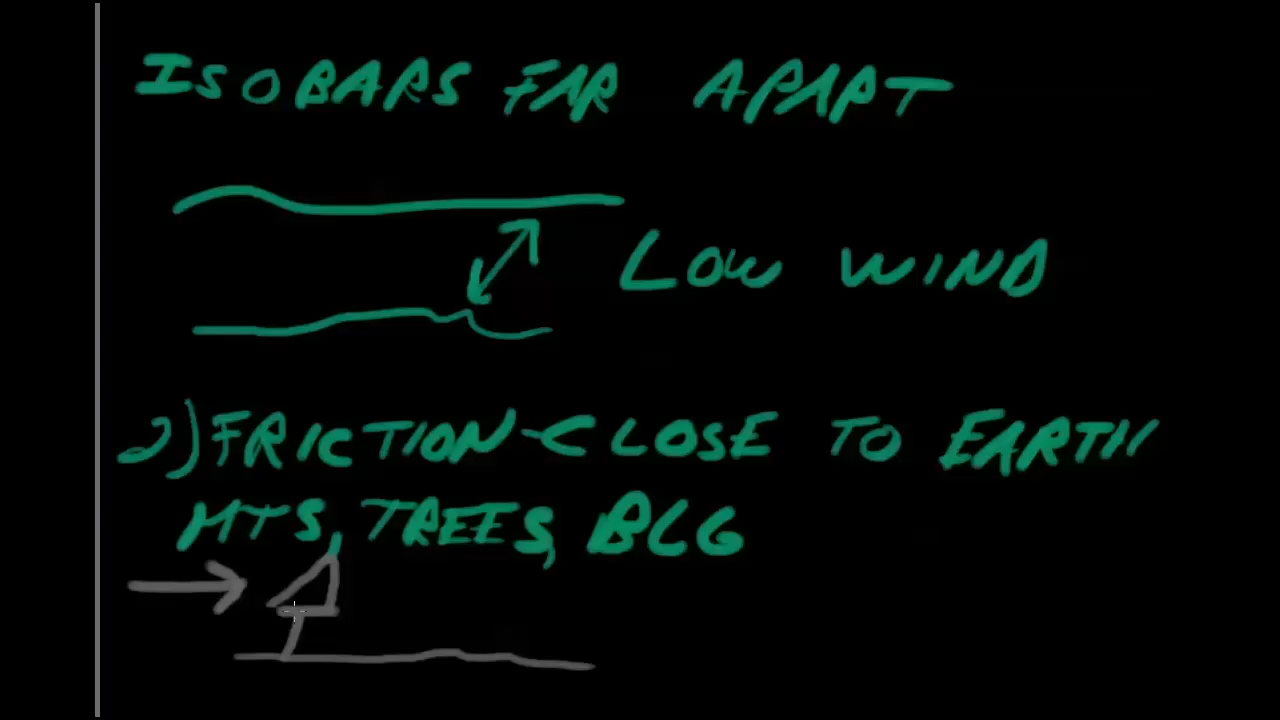 ISOBARS FAR APART
LOW WIND
2) FRICTION - CLOSE TO EARTH
MTS, TREES, BLG